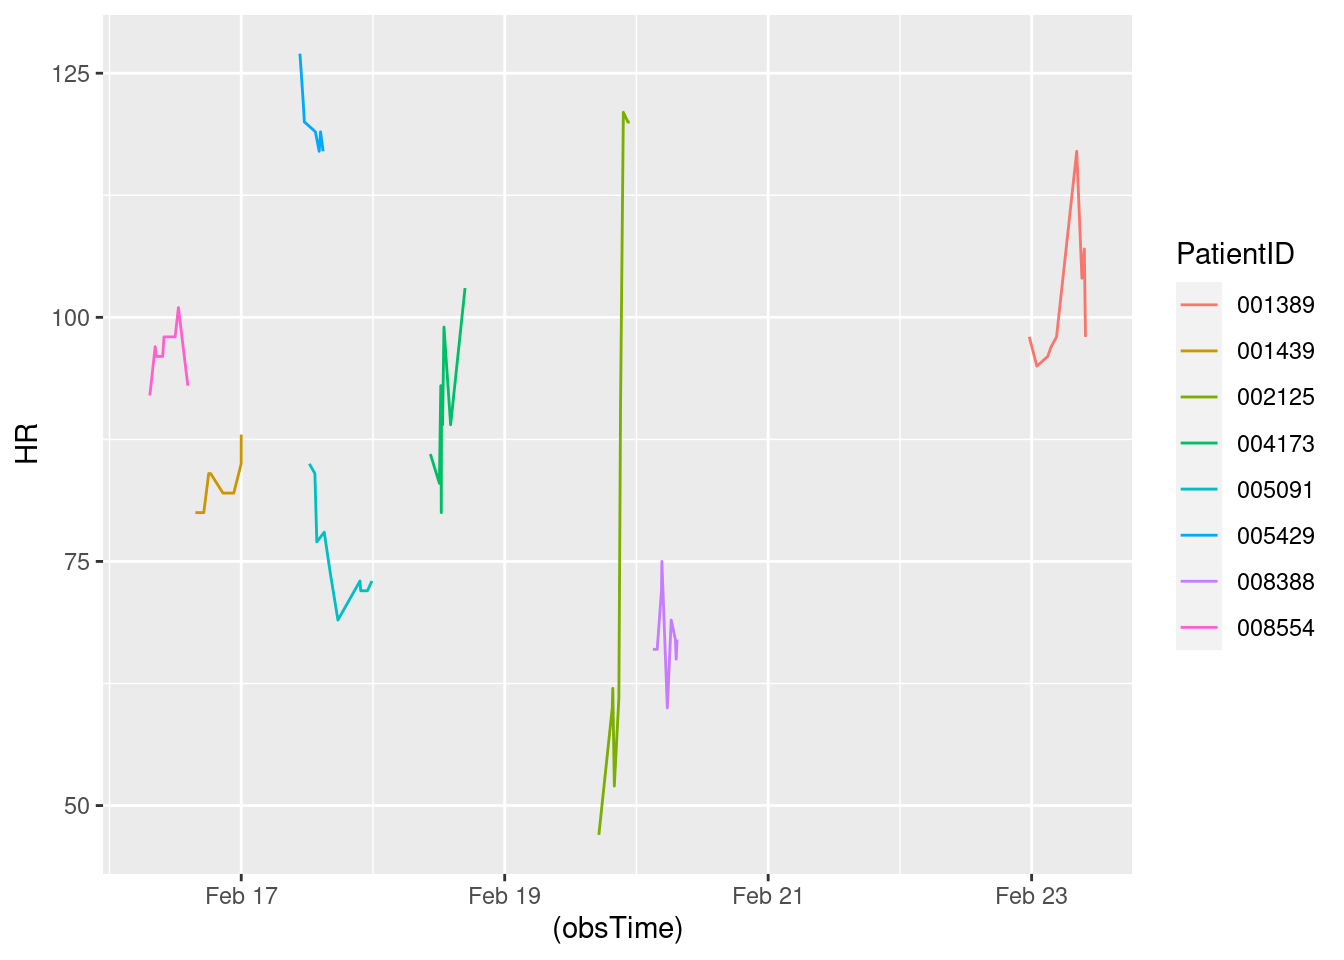 125
100
75
50
HR
Feb 17
Feb 19
Feb 21
Feb 23
(obsTime)
PatientID
001389
001439
002125
004173
005091
005429
008388
008554